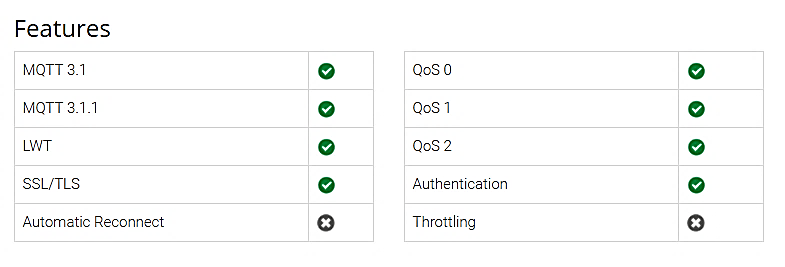 Features
MQTT 3.1
MQTT 3.1.1
LWT
SSL/TLS
Automatic Reconnect
QoS 0
QoS 1
QoS 2
Authentication
Throttling